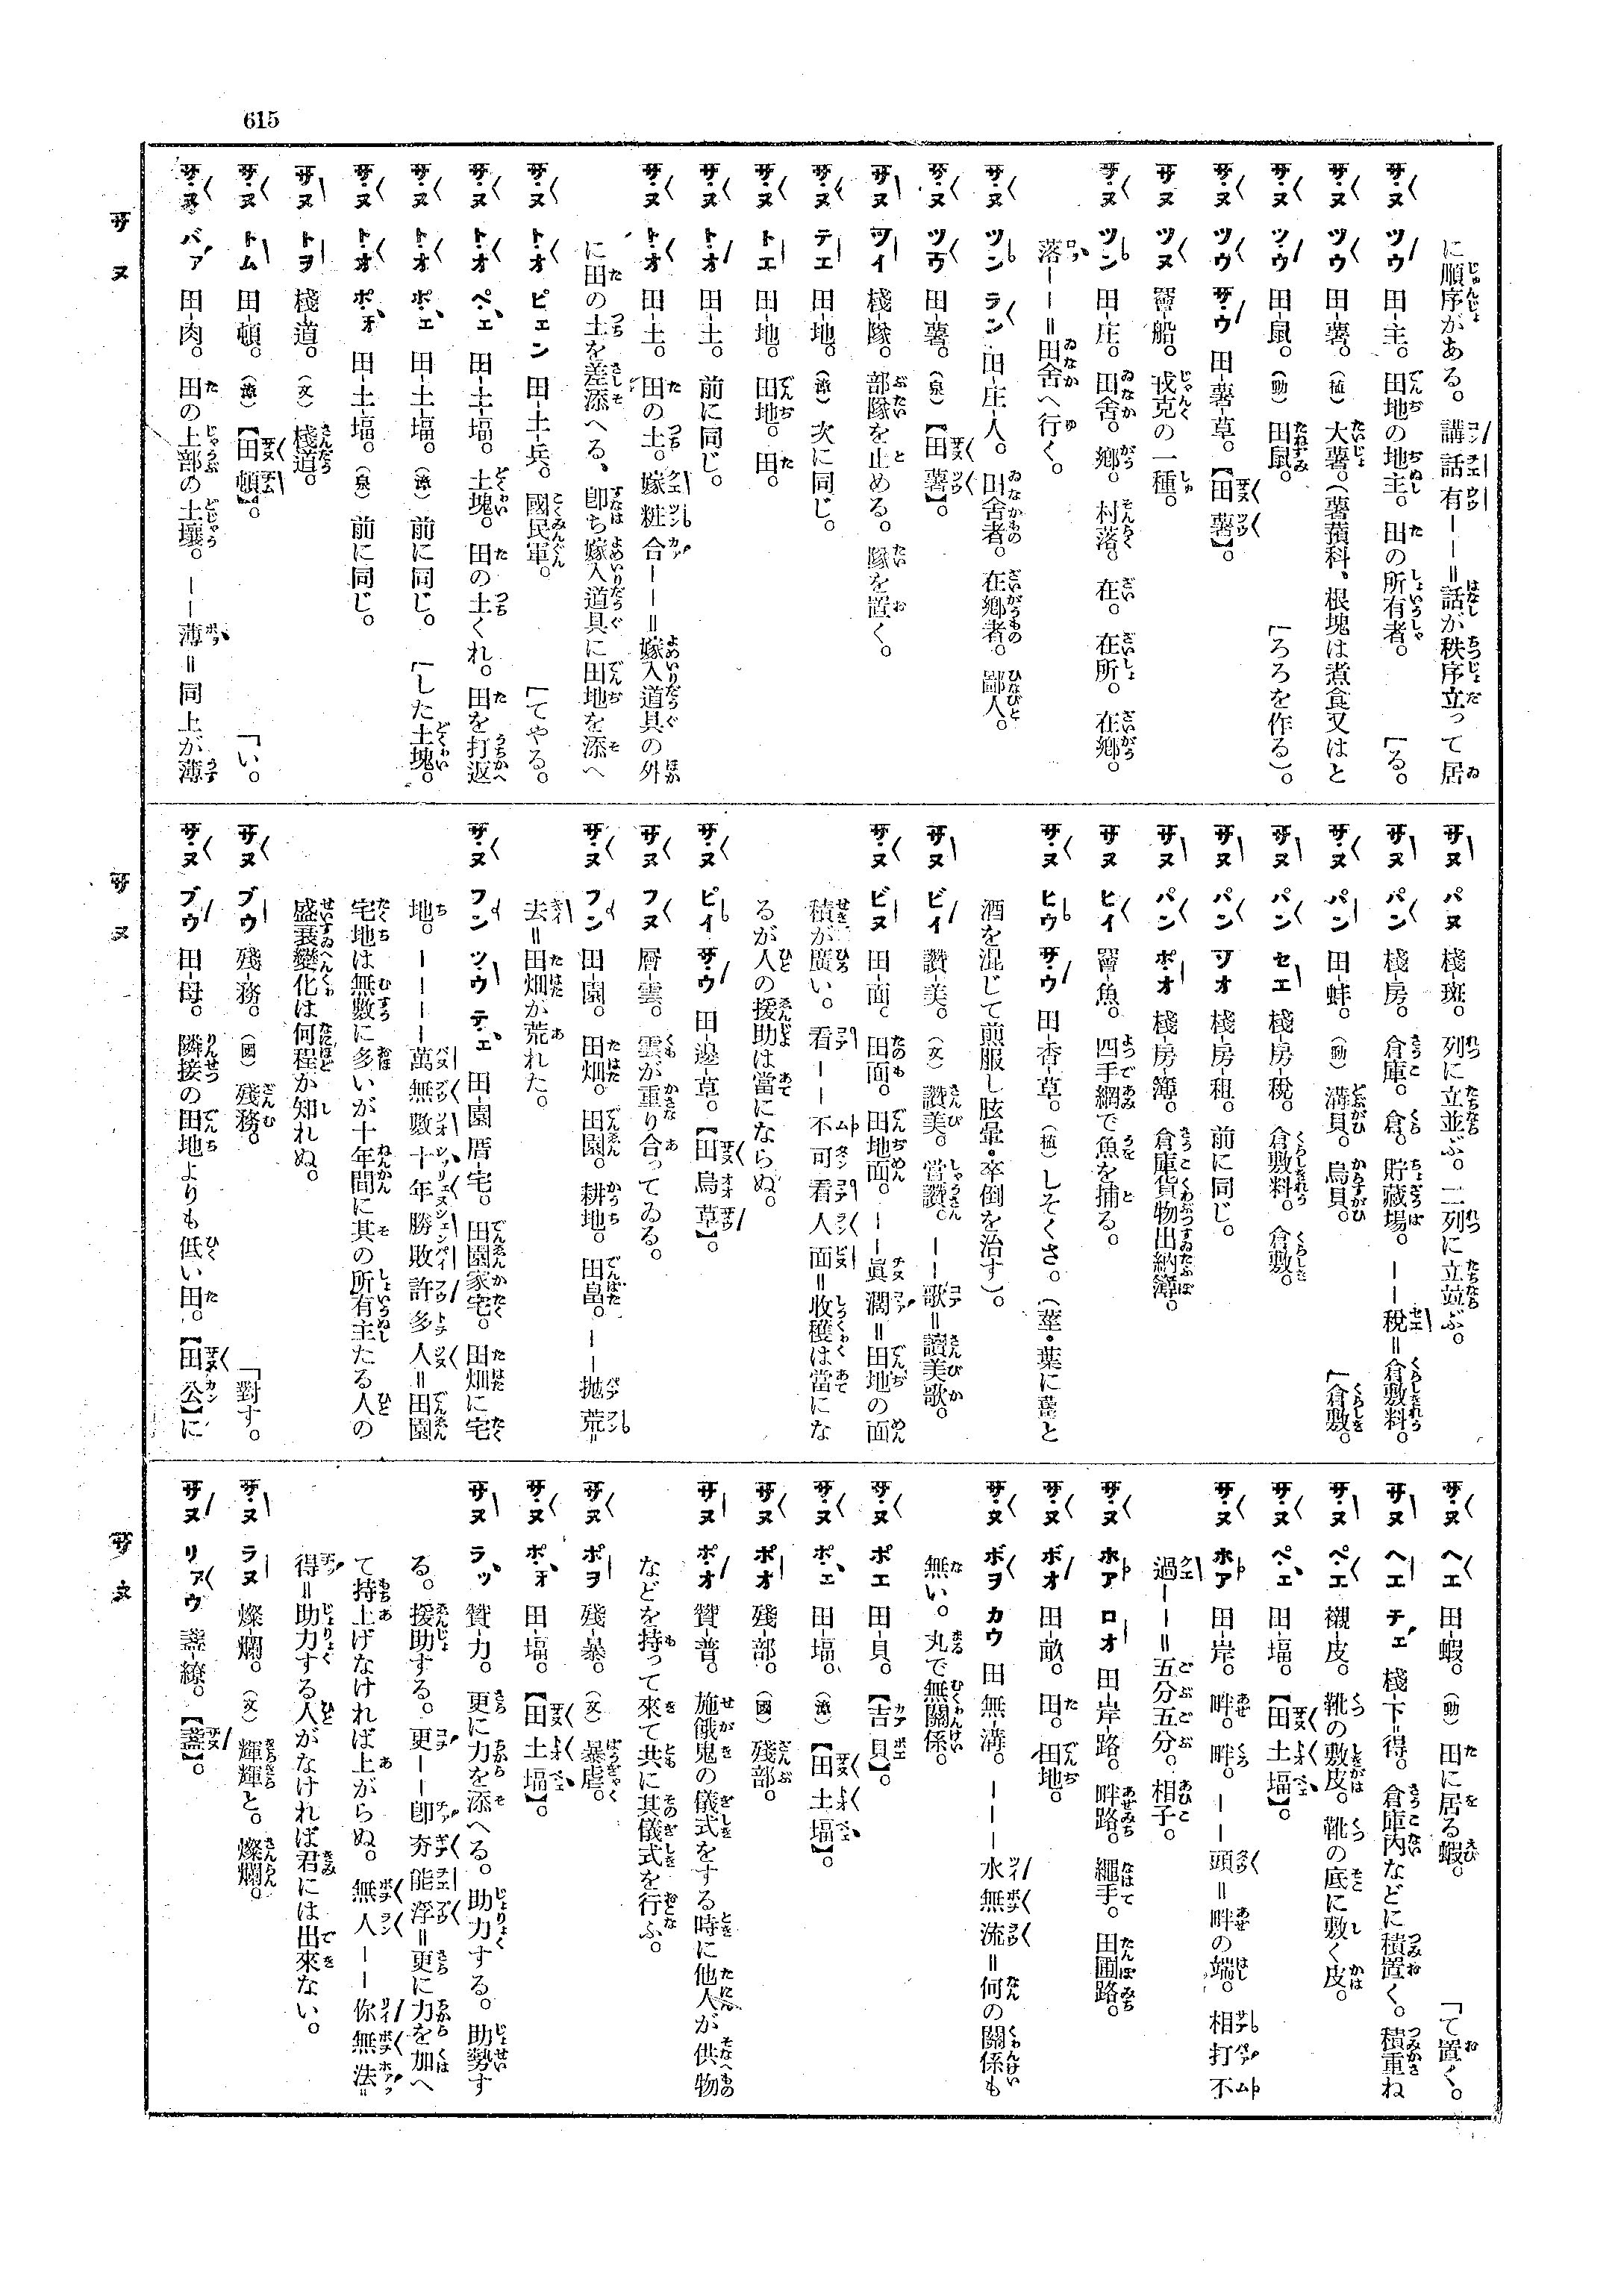 615
に順序がある。講話有ーー＝話が秩序立って居
サヌ ツウ 田-主。田地の地主。田の所有者。 ［る。
サヌ ツウ 田-薯。（植）大薯。（薯蕷科、根塊は煮食又はと
サヌ ツウ 田-鼠。（動）田鼠。 ［ろろを作る）。
サヌ ツウ サウ 田-薯-草。【田薯】。
サヌ ツヌ 罾-船。戎克の一種。
サヌ ツン 田-庄。田舍。鄕。村落。在。在所。在鄕。
落ーー＝田舍へ行く。
サヌ ツン ラン 田-庄-人。田舍者。在鄕者。鄙人。
サヌ ツウ 田-薯。（泉）【田薯】。
サヌ ツイ 棧-隊。部隊を止める。隊を置く。
サヌ テエ 田-地。（漳）次に同じ。
サヌ トエ 田-地。田地。田。
サヌ トオ 田-土。前に同じ。
サヌ トオ 田-土。田の土。嫁粧合ーー＝嫁入道具の外
に田の土を差添へる、卽ち嫁入道具に田地を添へ
サヌ トオ ピェン 田-土-兵。國民軍。 ［てやる。
サヌ トオ ペェ 田-土-塥。土塊。田の土くれ。田を打返
サヌ トオ ポェ 田-土-塥。（漳）前に同じ。 ［した土塊。
サヌ トオ ポォ 田-土-塥。（泉）前に同じ。
サヌ トヲ 棧-道。（文）棧道。
サヌ トム 田-頓。（漳）【田頓】。 ［い。
サヌ バァ 田-肉。田の上部の土壤。ーー薄＝同上が薄
サヌ パヌ 棧-斑。列に立並ぶ。二列に立竝ぶ。
サヌ パン 棧-房。倉庫。倉。貯藏場。ーー稅＝倉敷料。
サヌ パン 田-蚌。（動）溝貝。烏貝。 ［倉敷。
サヌ パン セエ 棧-房-稅。倉敷料。倉敷。
サヌ パン ツオ 棧-房-租。前に同じ。
サヌ パン ポオ 棧-房-簿。倉庫貨物出納簿。
サヌ ヒイ 罾-魚。四手網で魚を捕る。
サヌ ヒウ サウ 田-香-草。（植）しそくさ。（莖・葉に薑と
酒を混じて煎服し眩暈・卒倒を治す）。
サヌ ビイ 讚-美。（文）讚美。賞讚。ーー歌＝讚美歌。
サヌ ビヌ 田-面。田面。田地面。ーー眞濶＝田地の面
積が廣い。看ーー不可看人面＝收穫は當にな
るが人の援助は當にならぬ。
サヌ ピイ サウ 田-邊-草。【田烏草】。
サヌ フヌ 層-雲。雲が重り合ってゐる。
サヌ フン 田-園。田畑。田園。耕地。田畠。ーー抛荒＝
去＝田畑が荒れた。
サヌ フン ツウ テェ 田-園 厝-宅。田園家宅。田畑に宅
地。ーーーー萬無數十年勝敗許多人＝田園
宅地は無數に多いが十年間に其の所有主たる人の
盛衰變化は何程か知れぬ。
サヌ ブウ 殘-務。（國）殘務。 ［對す。
サヌ ブウ 田-母。隣接の田地よりも低い田。【田公】に
サヌ ヘエ 田-蝦。（動）田に居る蝦。 ［て置く。
サヌ ヘエ チェ 棧-下-得。倉庫內などに積置く。積重ね
サヌ ペエ 襯-皮。靴の敷皮。靴の底に敷く皮。
サヌ ペェ 田-塥。【田土塥】。
サヌ ホア 田-岸。畔。畔。ーー頭＝畔の端。相打不
過ーー＝五分五分。相子。
サヌ ホア ロオ 田-岸-路。畔路。繩手。田圃路。
サヌ ボオ 田-畝。田。田地。
サヌ ボヲ カウ 田 無-溝。ーーー水無流＝何の關係も
無い。丸で無關係。
サヌ ポエ 田-貝。【吉貝】。
サヌ ポェ 田-塥。（漳）【田土塥】。
サヌ ポオ 殘-部。（國）殘部。
サヌ ポオ 贊-普。施餓鬼の儀式をする時に他人が供物
などを持って來て共に其儀式を行ふ。
サヌ ポヲ 殘-暴。（文）暴虐。
サヌ ポォ 田-塥。【田土塥】。
サヌ ラッ 贊-力。更に力を添へる。助力する。助勢す
る。援助する。更ーー卽夯能浮＝更に力を加へ
て持上げなければ上がらぬ。無人ーー你無法＝
得＝助力する人がなければ君には出來ない。
サヌ ラヌ 燦-爛。（文）輝輝と。燦爛。
サヌ リァウ 盞-繚。【盞】。
サヌ
サヌ
サヌ